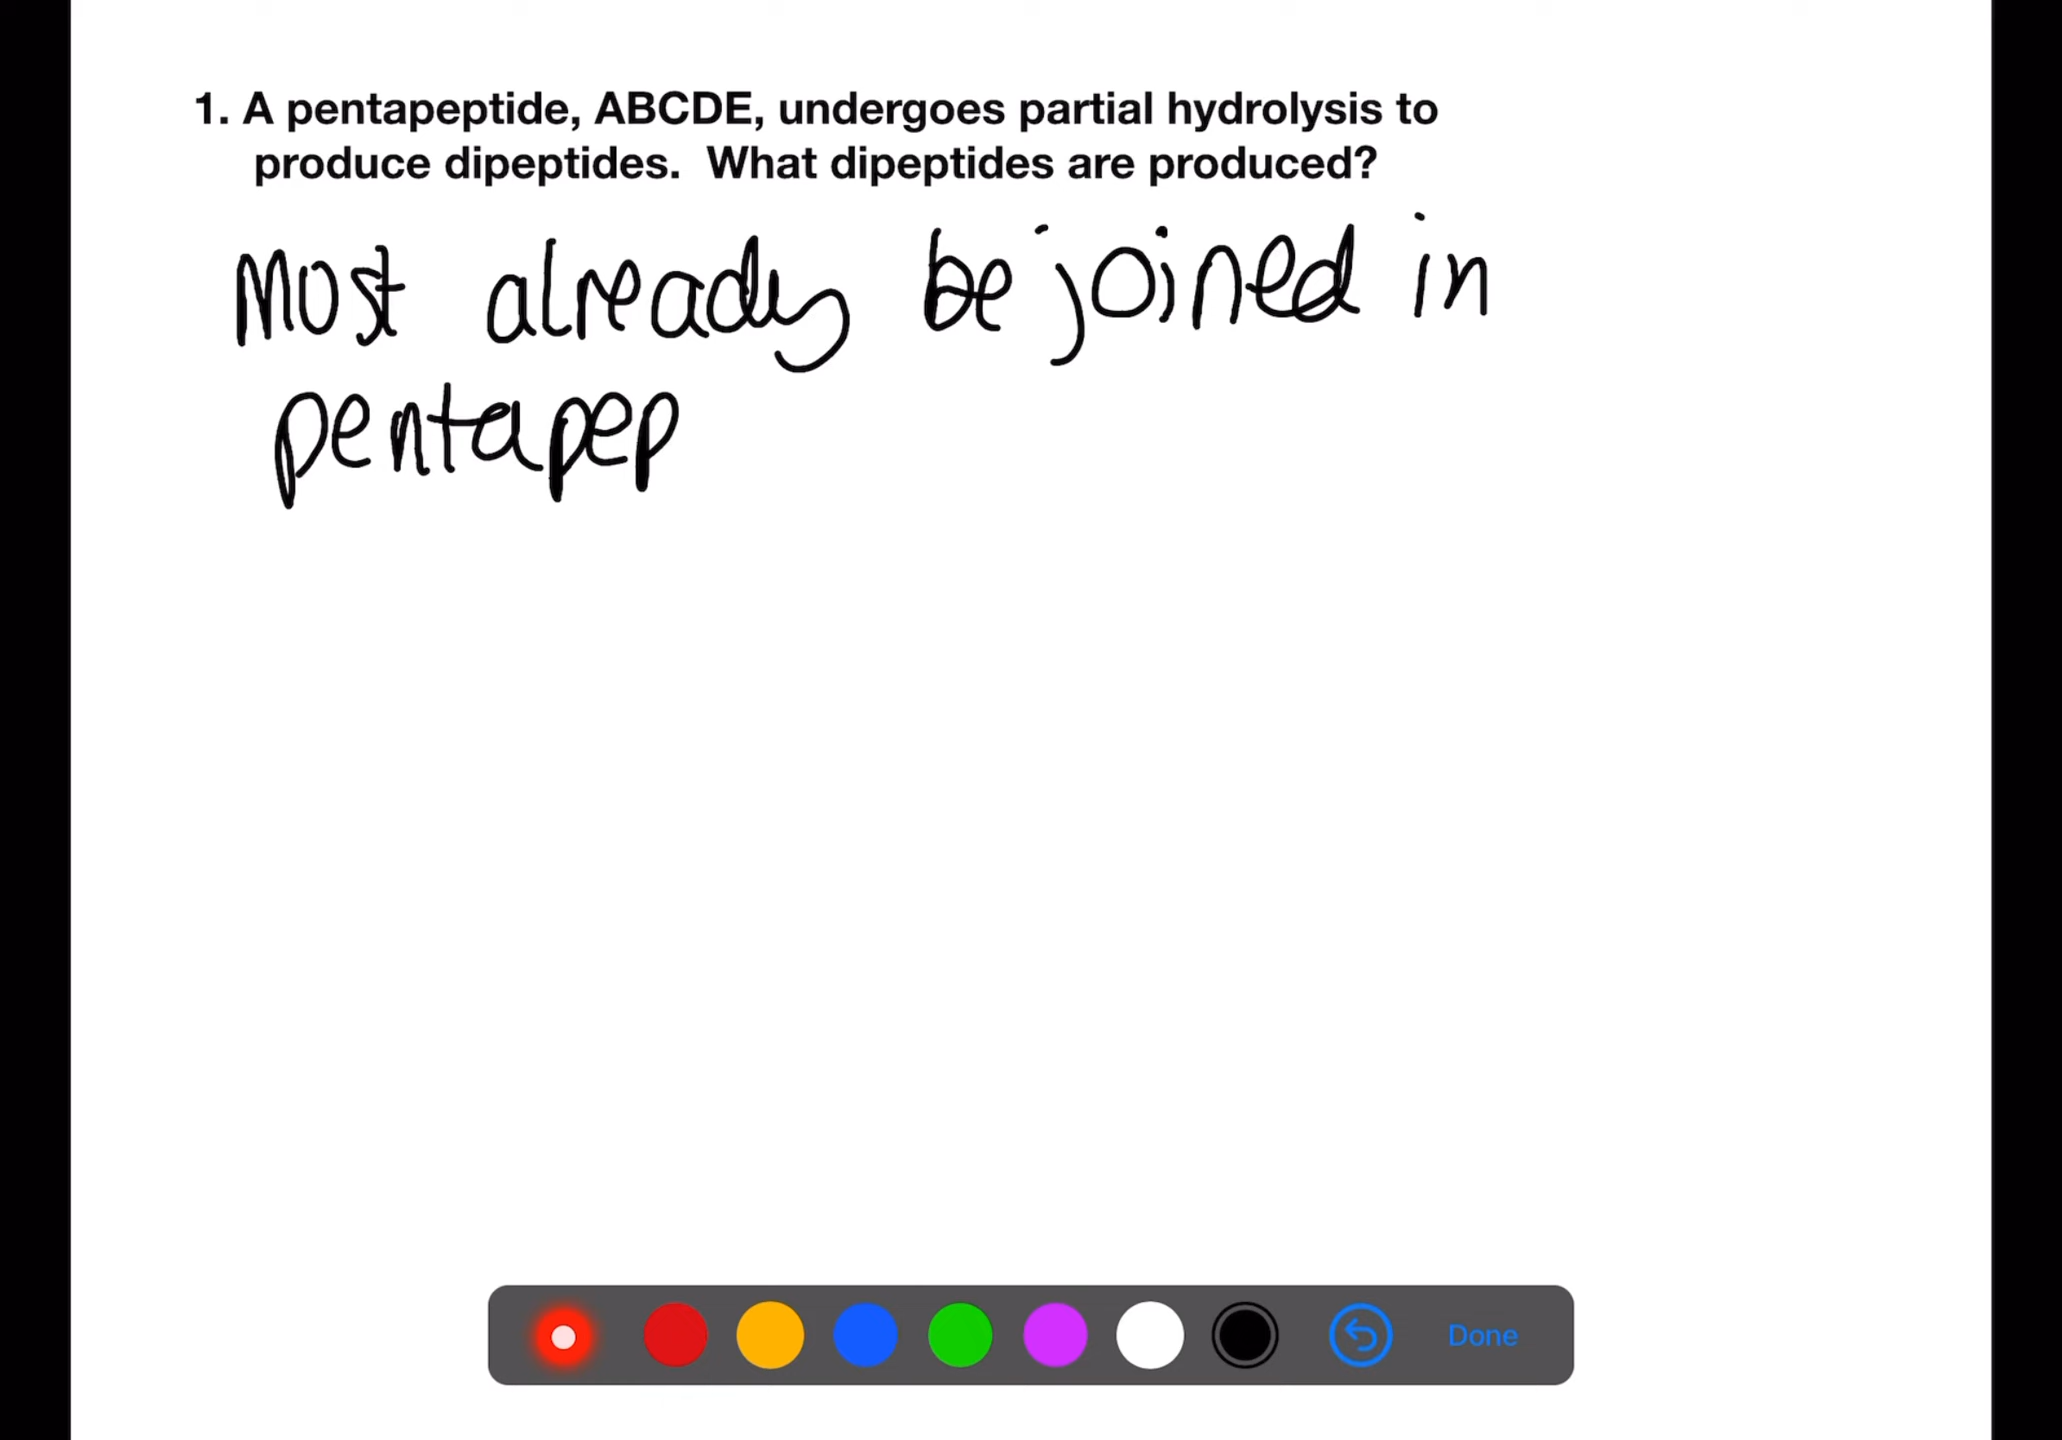 1. A pentapeptide, ABCDE, undergoes partial hydrolysis to
produce dipeptides. What dipeptides are produced?
Most already be joined in
pentapep
Done